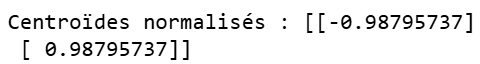 Centroïdes normalisés : [[-0.98795737]
 [ 0.98795737]]